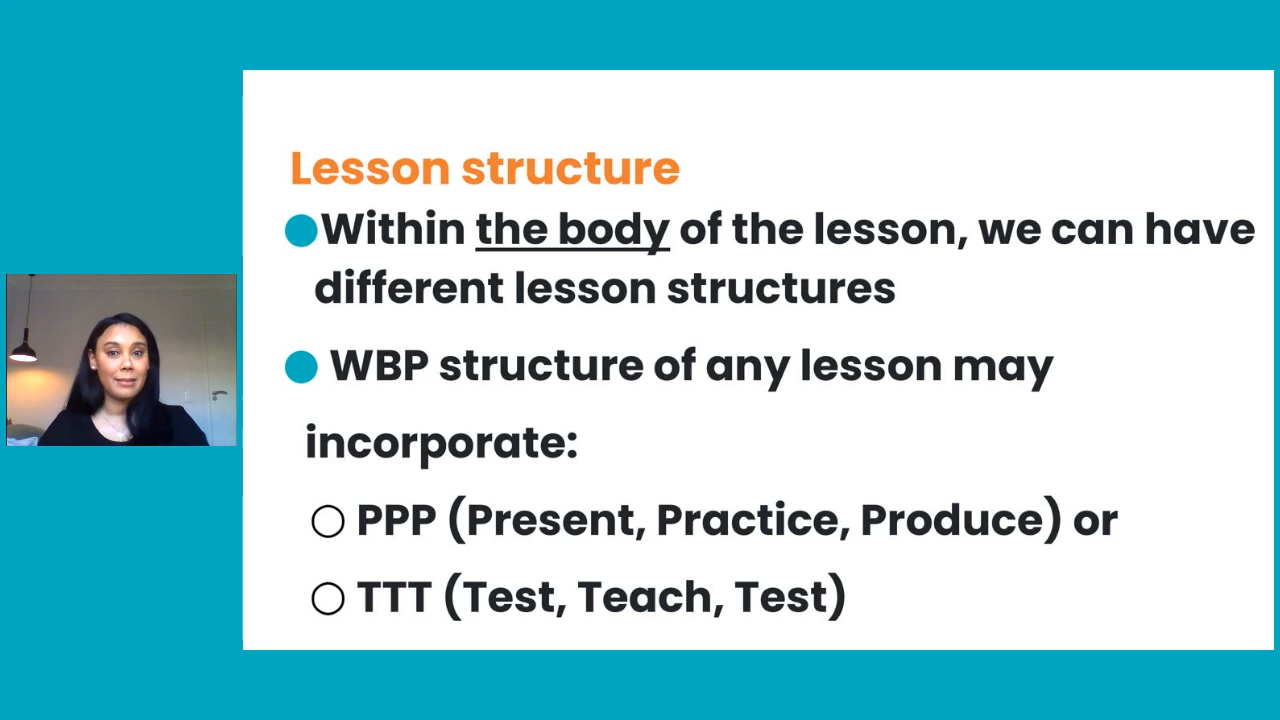 Lesson structure
Within the body of the lesson, we can have
different lesson structures
WBP structure of any lesson may
incorporate:
PPP (Present, Practice, Produce) or
TTT (Test, Teach, Test)